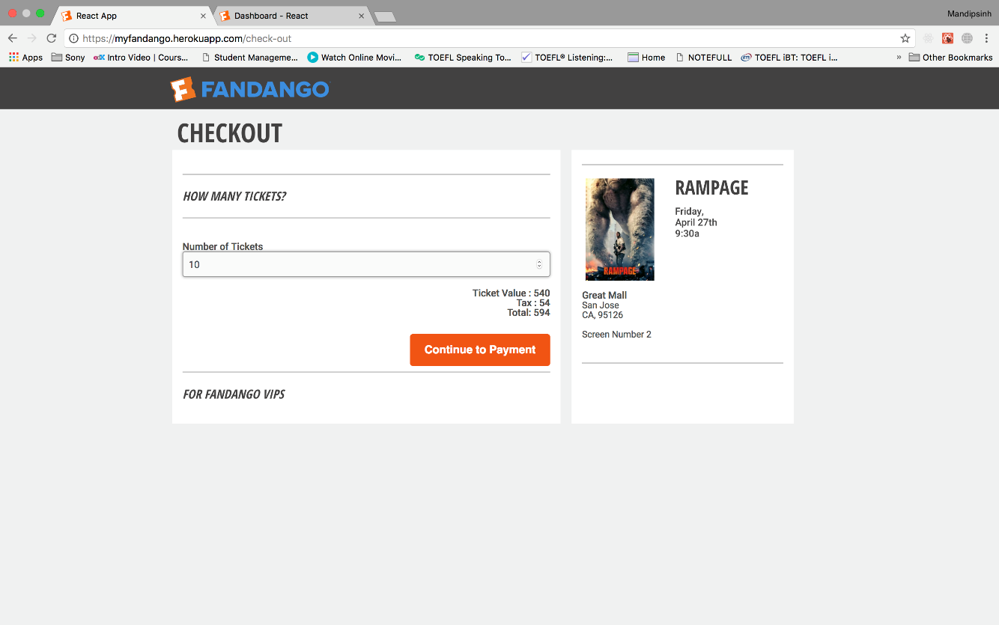 Mandipsinh
React App
Dashboard - React
https://myfandango.herokuapp.com/check-out
Apps
Sony
edX Intro Video | Cours...
Student Manageme...
Watch Online Movi...
TOEFL Speaking To...
TOEFL® Listening:...
Home
NOTEFULL
TOEFL iBT: TOEFL i...
» Other Bookmarks
FANDANGO
CHECKOUT
HOW MANY TICKETS?
Number of Tickets
10
Ticket Value : 540
Tax : 54
Total: 594
Continue to Payment
FOR FANDANGO VIPS
RAMPAGE
RAMPAGE
Friday,
April 27th
9:30a
Great Mall
San Jose
CA, 95126
Screen Number 2